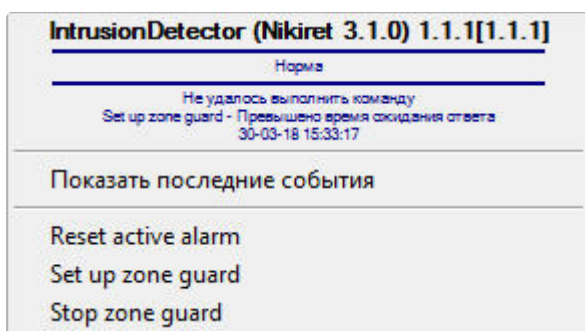 IntrusionDetector (Nikiret 3.1.0) 1.1.1[1.1.1]
Норма
Не удалось выполнить команду
Set up zone guard - Превышено время ожидания ответа
30-03-18 15:33:17
Показать последние события
Reset active alarm
Set up zone guard
Stop zone guard